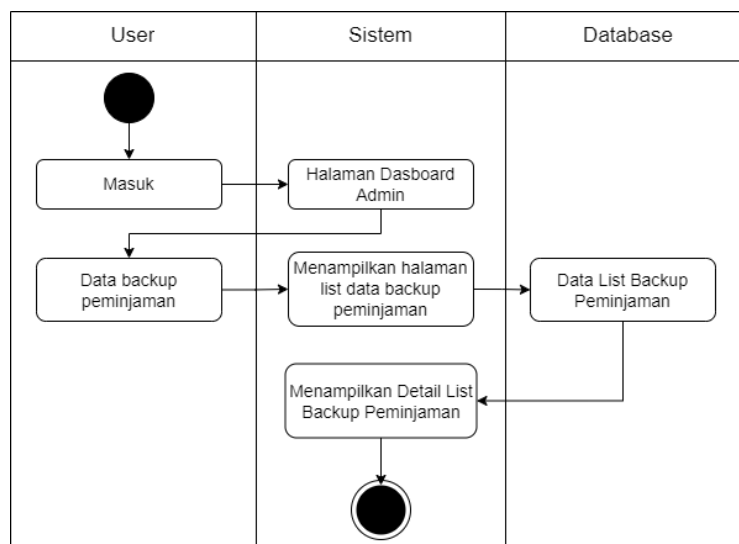 User
Sistem
Database
Masuk
Halaman Dasboard
Admin
Data backup
peminjaman
Menampilkan halaman
list data backup
peminjaman
Data List Backup
Peminjaman
Menampilkan Detail List
Backup Peminjaman